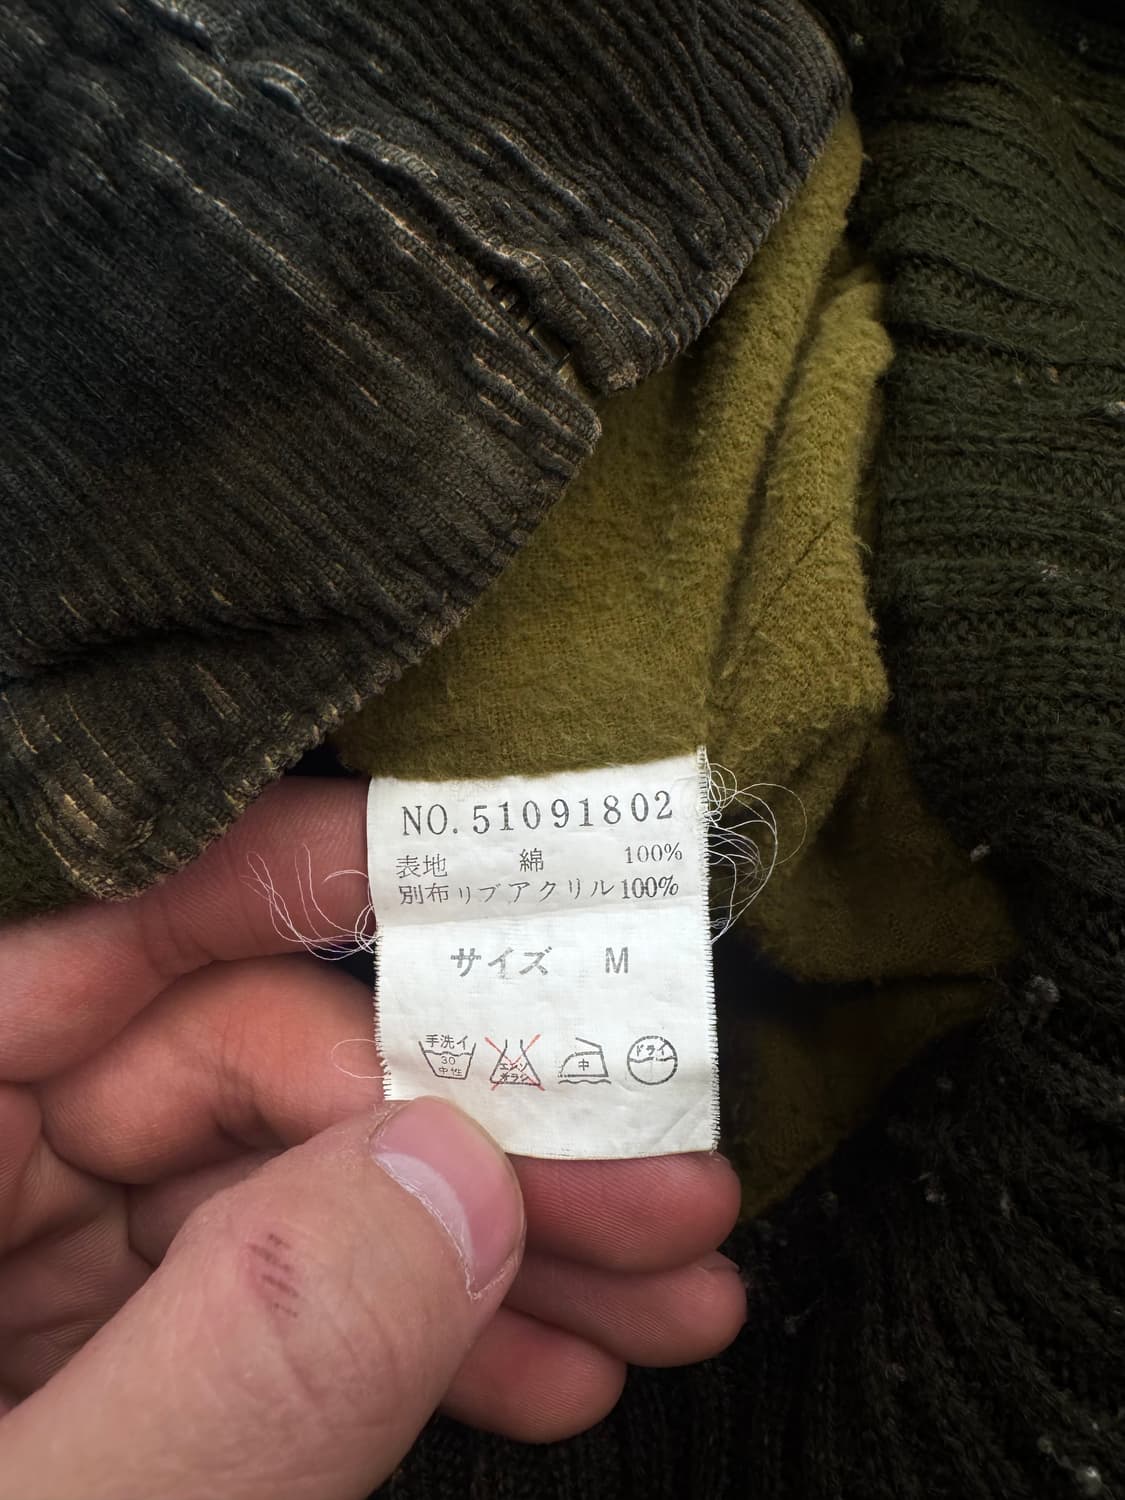 NO. 51091802
表地 綿 100%
別布リブアクリル100%
サイズ M
手洗イ
30
中性
エンソ
サラシ
中
ドライ